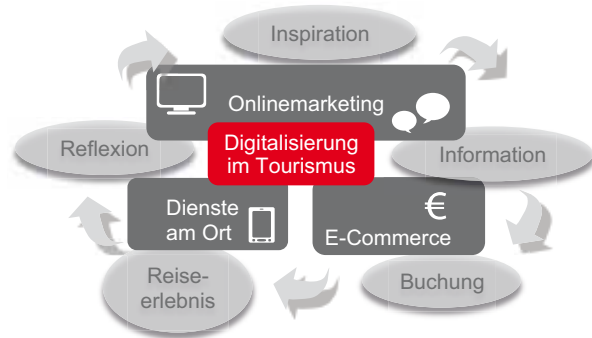 Inspiration
Onlinemarketing
Reflexion
Digitalisierung
im Tourismus
Information
Dienste
am Ort
€
E-Commerce
Reise-
erlebnis
Buchung